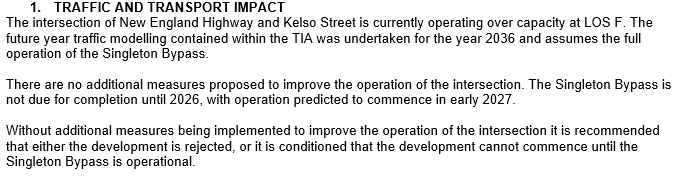 1. TRAFFIC AND TRANSPORT IMPACT
The intersection of New England Highway and Kelso Street is currently operating over capacity at LOS F. The
future year traffic modelling contained within the TIA was undertaken for the year 2036 and assumes the full
operation of the Singleton Bypass.
There are no additional measures proposed to improve the operation of the intersection. The Singleton Bypass is
not due for completion until 2026, with operation predicted to commence in early 2027.
Without additional measures being implemented to improve the operation of the intersection it is recommended
that either the development is rejected, or it is conditioned that the development cannot commence until the
Singleton Bypass is operational.